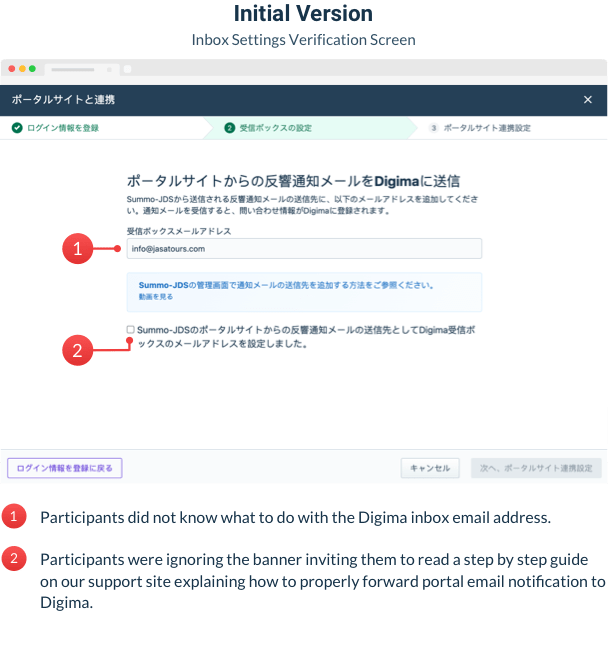 Initial Version
Inbox Settings Verification Screen
ポータルサイトと連携
ログイン情報を登録
2 受信ボックスの設定
3 ポータルサイト連携設定
ポータルサイトからの反響通知メールをDigimaに送信
Summo-JDSから送信される反響通知メールの送信先に、以下のメールアドレスを追加してくださ
い。通知メールを受信すると、問い合わせ情報がDigimaに登録されます。
受信ボックスメールアドレス
1
info@jasatours.com
Summo-JDSの管理画面で通知メールの送信先を追加する方法をご参照ください。
動画を見る
Summo-JDSのポータルサイトからの反響通知メールの送信先としてDigima受信ボ
2
ックスのメールアドレスを設定しました。
ログイン情報を登録に戻る
キャンセル
次へ、ポータルサイト連携設定
1 Participants did not know what to do with the Digima inbox email address.
2 Participants were ignoring the banner inviting them to read a step by step guide
on our support site explaining how to properly forward portal email notification to
Digima.